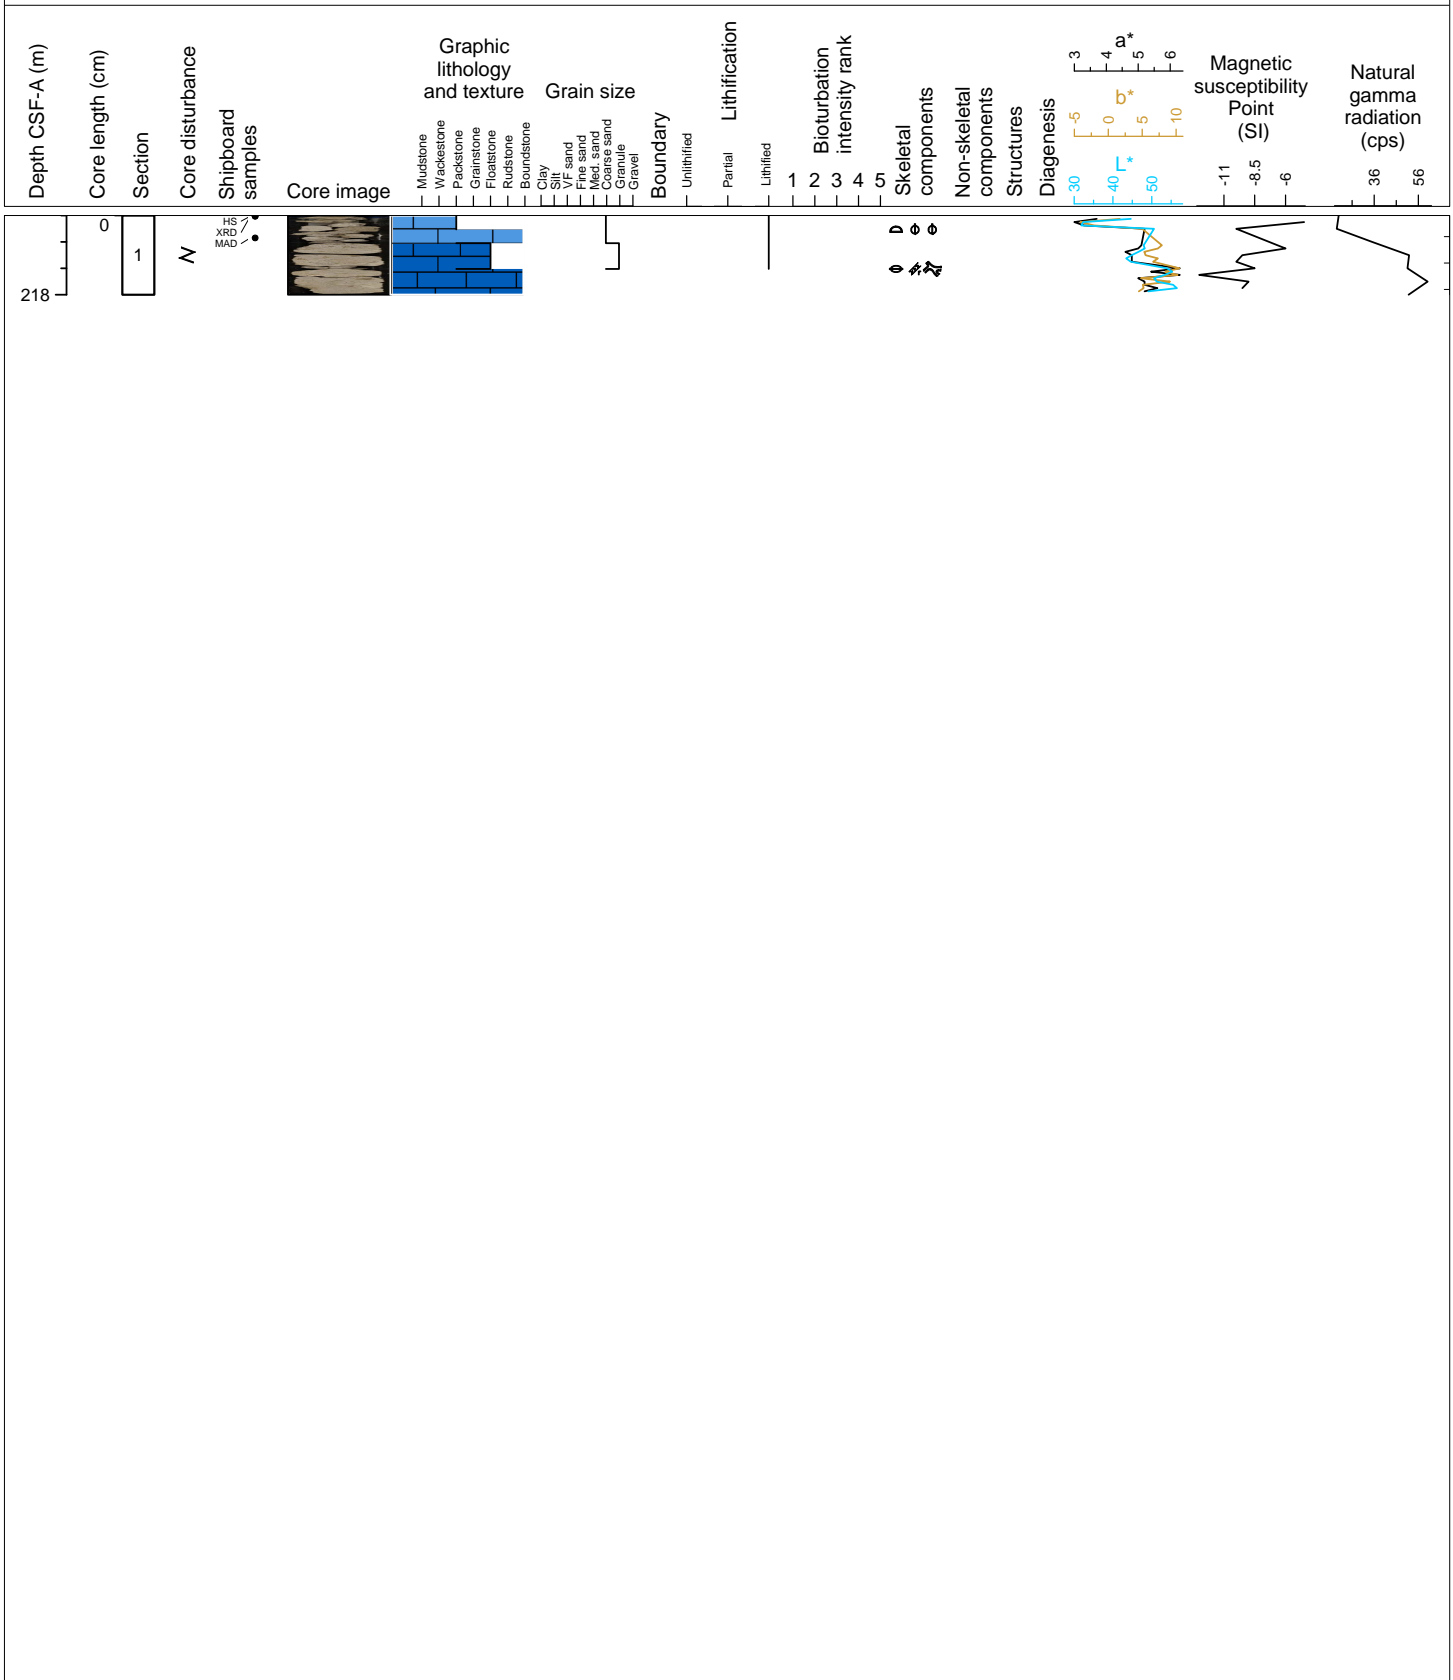 Depth CSF-A (m)
Core length (cm)
Section
Core disturbance
Shipboard
samples
Core image
Graphic
lithology
and texture
Mudstone
Wackestone
Packstone
Grainstone
Floatstone
Rudstone
Boundstone
Grain size
Clay
Silt
VF sand
Fine sand
Med. sand
Coarse sand
Granule
Gravel
Boundary
Lithification
Unlithified
Partial
Lithified
Bioturbation
intensity rank
1 2 3 4 5
Skeletal
components
Non-skeletal
components
Structures
Diagenesis
a*
3 4 5 6
b*
-5 0 5 10
L*
30 40 50
Magnetic
susceptibility
Point
(SI)
-11 -8.5 -6
Natural
gamma
radiation
(cps)
36 56
0
HS
XRD
MAD
1
218